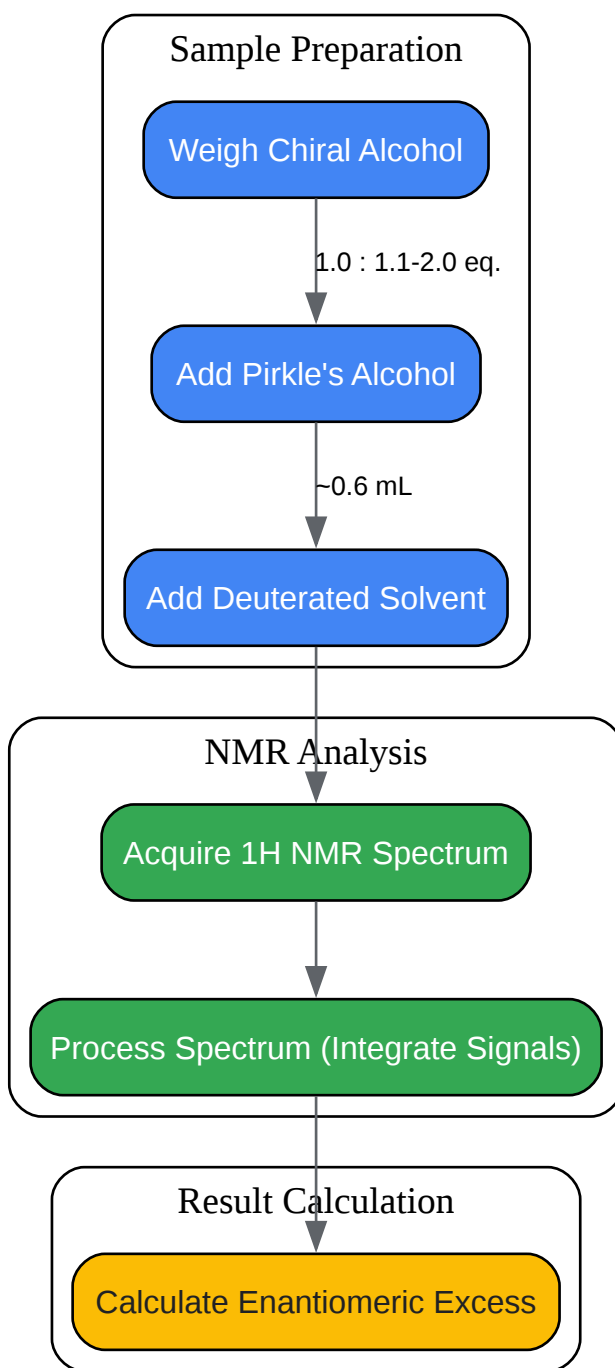 Sample Preparation
Weigh Chiral Alcohol
1.0 : 1.1-2.0 eq.
Add Pirkle's Alcohol
~0.6 mL
Add Deuterated Solvent
NMR Analysis
Acquire 1H NMR Spectrum
Process Spectrum (Integrate Signals)
Result Calculation
Calculate Enantiomeric Excess